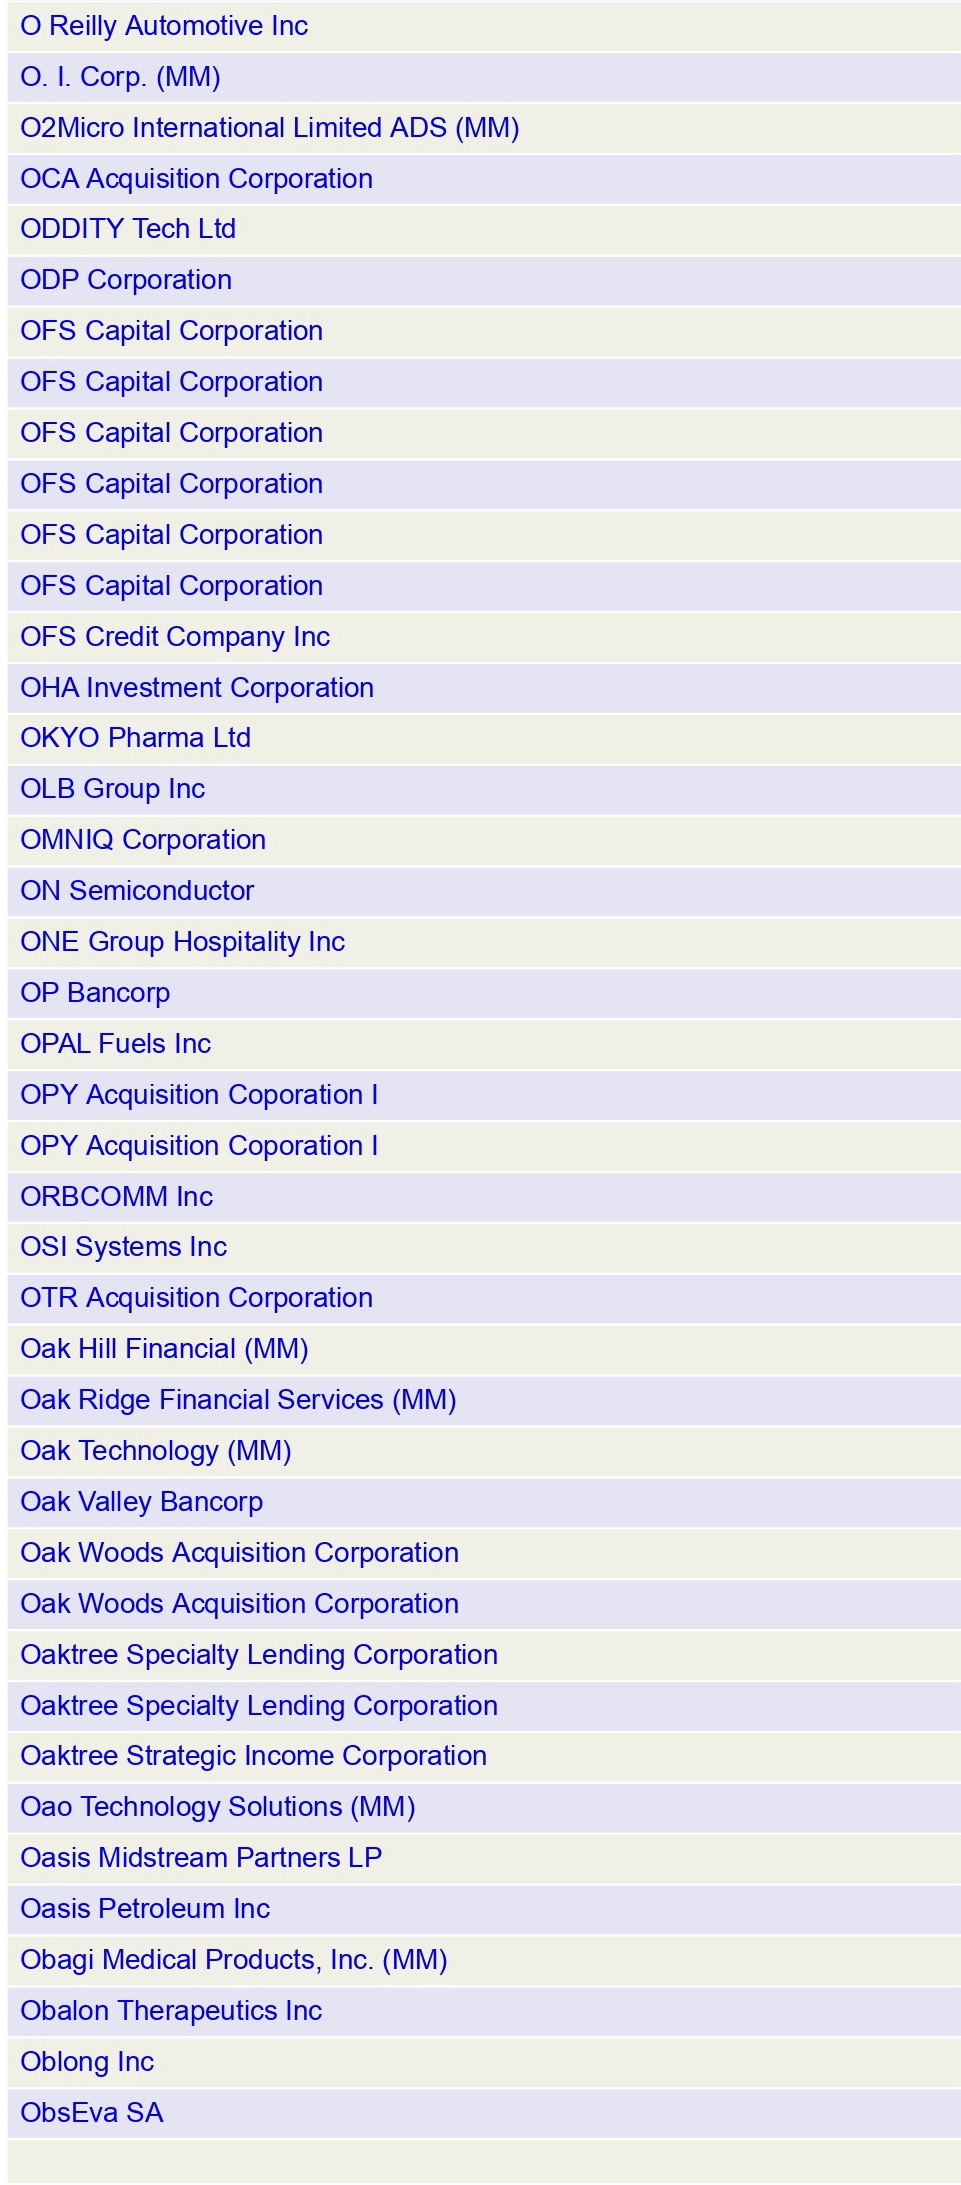 O Reilly Automotive Inc
O. I. Corp. (MM)
O2Micro International Limited ADS (MM)
OCA Acquisition Corporation
ODDITY Tech Ltd
ODP Corporation
OFS Capital Corporation
OFS Capital Corporation
OFS Capital Corporation
OFS Capital Corporation
OFS Capital Corporation
OFS Capital Corporation
OFS Credit Company Inc
OHA Investment Corporation
OKYO Pharma Ltd
OLB Group Inc
OMNIQ Corporation
ON Semiconductor
ONE Group Hospitality Inc
OP Bancorp
OPAL Fuels Inc
OPY Acquisition Coporation I
OPY Acquisition Coporation I
ORBCOMM Inc
OSI Systems Inc
OTR Acquisition Corporation
Oak Hill Financial (MM)
Oak Ridge Financial Services (MM)
Oak Technology (MM)
Oak Valley Bancorp
Oak Woods Acquisition Corporation
Oak Woods Acquisition Corporation
Oaktree Specialty Lending Corporation
Oaktree Specialty Lending Corporation
Oaktree Strategic Income Corporation
Oao Technology Solutions (MM)
Oasis Midstream Partners LP
Oasis Petroleum Inc
Obagi Medical Products, Inc. (MM)
Obalon Therapeutics Inc
Oblong Inc
ObsEva SA